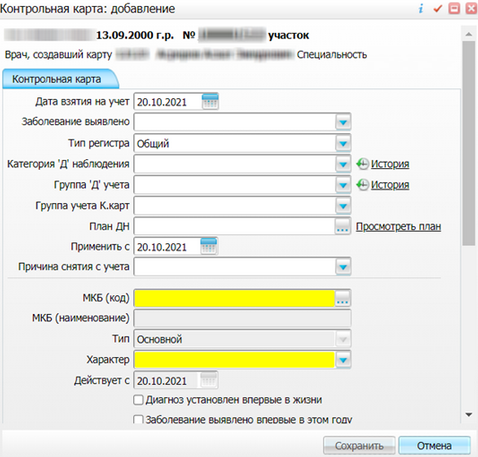 Контрольная карта: добавление
13.09.2000 г.р. № участок
Врач, создавший карту Специальность
Контрольная карта
Дата взятия на учет 20.10.2021
Заболевание выявлено
Тип регистра Общий
Категория 'Д' наблюдения История
Группа 'Д' учета История
Группа учета К.карт
План ДН ... Просмотреть план
Применить с 20.10.2021
Причина снятия с учета
МКБ (код) ...
МКБ (наименование)
Тип Основной
Характер
Действует с 20.10.2021
Диагноз установлен впервые в жизни
Заболевание выявлено впервые в этом году
Сохранить Отмена